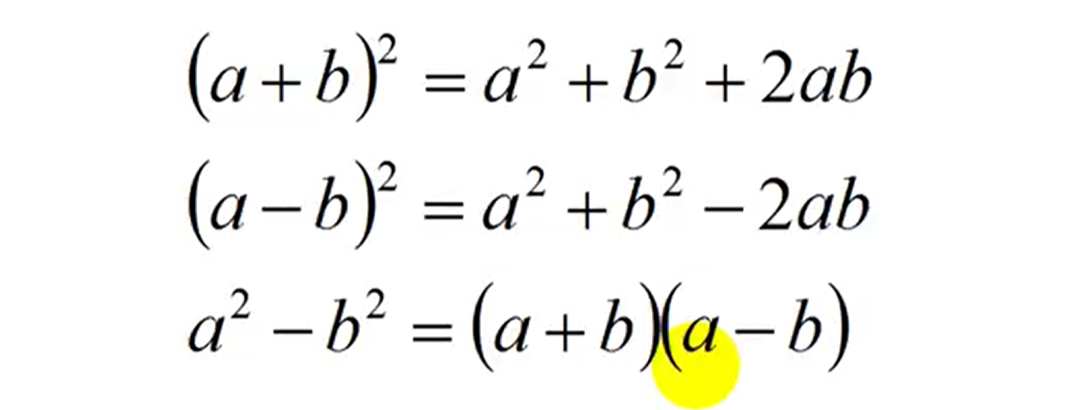 (a + b)² = a² + b² + 2ab
(a − b)² = a² + b² − 2ab
a² − b² = (a + b)(a − b)